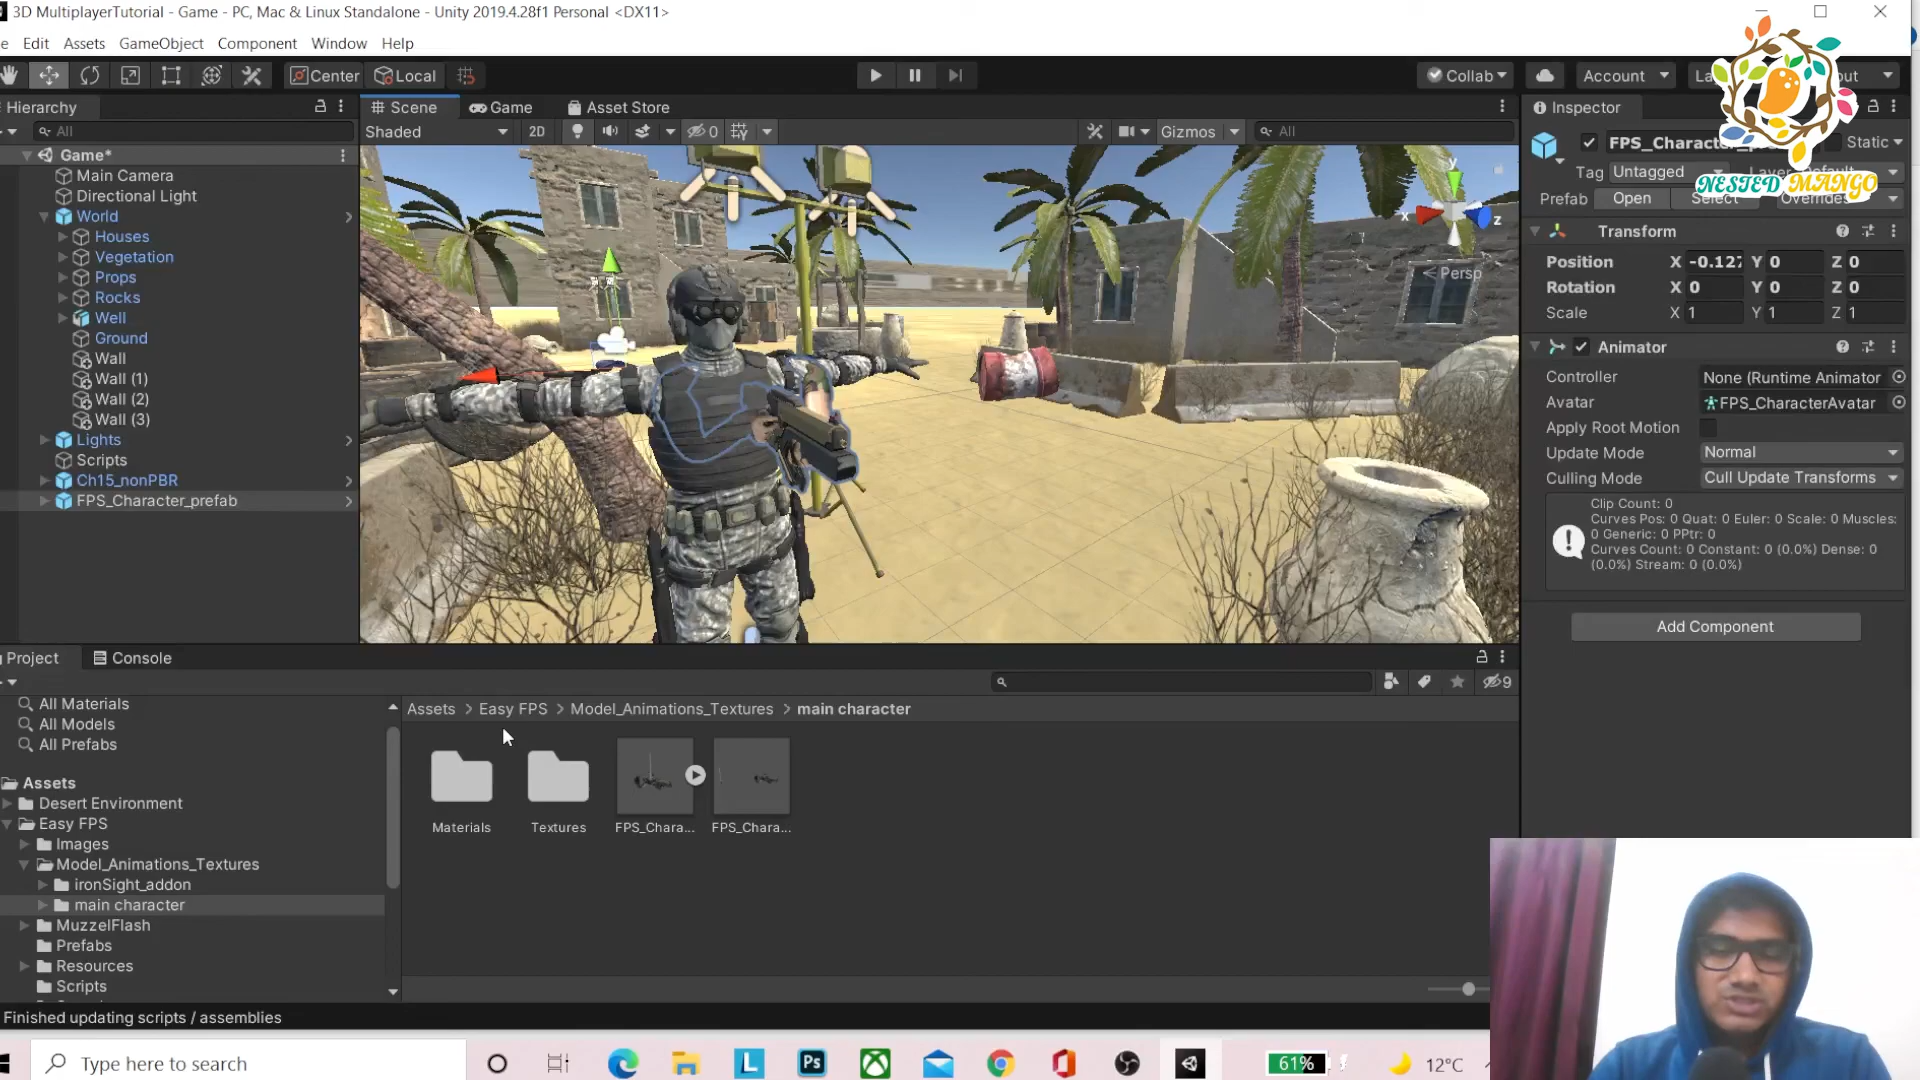 3D MultiplayerTutorial - Game - PC, Mac & Linux Standalone - Unity 2019.4.28f1 Personal <DX11>
Edit Assets GameObject Component Window Help
Center Local Collab Account
Hierarchy
All
Game*
Main Camera
Directional Light
World
Houses
Vegetation
Props
Rocks
Well
Ground
Wall
Wall (1)
Wall (2)
Wall (3)
Lights
Scripts
Ch15_nonPBR
FPS_Character_prefab
Scene Game Asset Store
Shaded 2D 0 Gizmos All
y
x z
< Persp
Inspector
FPS_Character_ Static
Tag Untagged
NESTED MANGO
Prefab Open Select Overrides
Transform
Position X -0.127 Y 0 Z 0
Rotation X 0 Y 0 Z 0
Scale X 1 Y 1 Z 1
Animator
Controller None (Runtime Animator
Avatar FPS_CharacterAvatar
Apply Root Motion
Update Mode Normal
Culling Mode Cull Update Transforms
Clip Count: 0
Curves Pos: 0 Quat: 0 Euler: 0 Scale: 0 Muscles:
0 Generic: 0 PPtr: 0
Curves Count: 0 Constant: 0 (0.0%) Dense: 0
(0.0%) Stream: 0 (0.0%)
Add Component
Project Console
9
All Materials
All Models
All Prefabs
Assets
Desert Environment
Easy FPS
Images
Model_Animations_Textures
ironSight_addon
main character
MuzzelFlash
Prefabs
Resources
Scripts
Assets > Easy FPS > Model_Animations_Textures > main character
Materials Textures FPS_Chara... FPS_Chara...
Finished updating scripts / assemblies
Type here to search
L Ps 61% 12°C